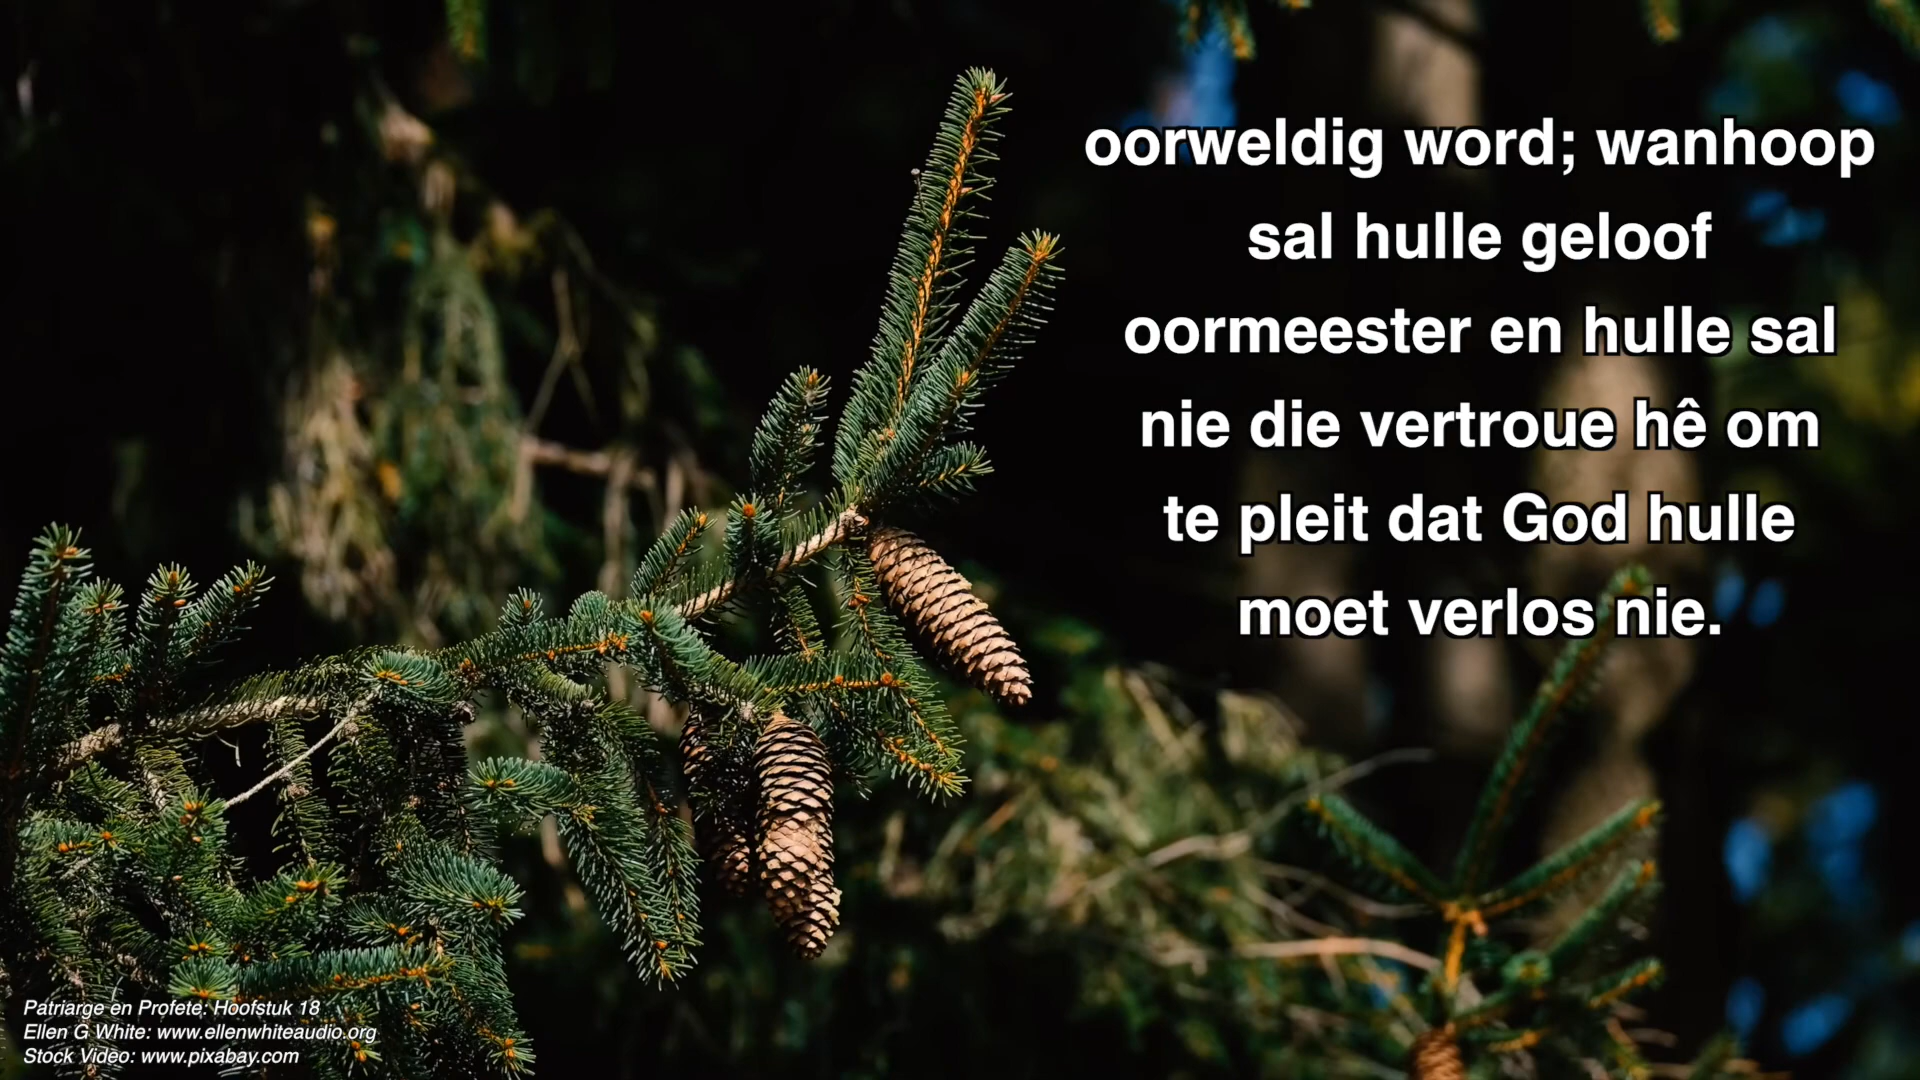 oorweldig word; wanhoop
sal hulle geloof
oormeester en hulle sal
nie die vertroue hê om
te pleit dat God hulle
moet verlos nie.
Patriarge en Profete: Hoofstuk 18
Ellen G White: www.ellenwhiteaudio.org
Stock Video: www.pixabay.com